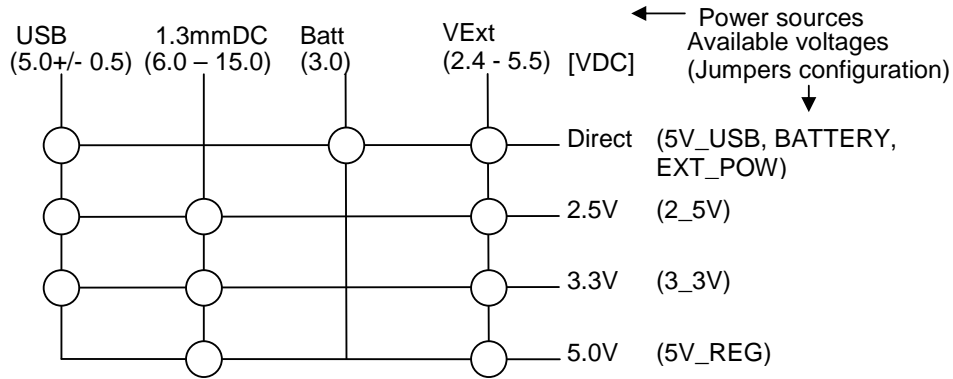 Power sources
USB 1.3mmDC Batt VExt Available voltages
(5.0+/- 0.5) (6.0 – 15.0) (3.0) (2.4 - 5.5) [VDC] (Jumpers configuration)
Direct (5V_USB, BATTERY,
EXT_POW)
2.5V (2_5V)
3.3V (3_3V)
5.0V (5V_REG)